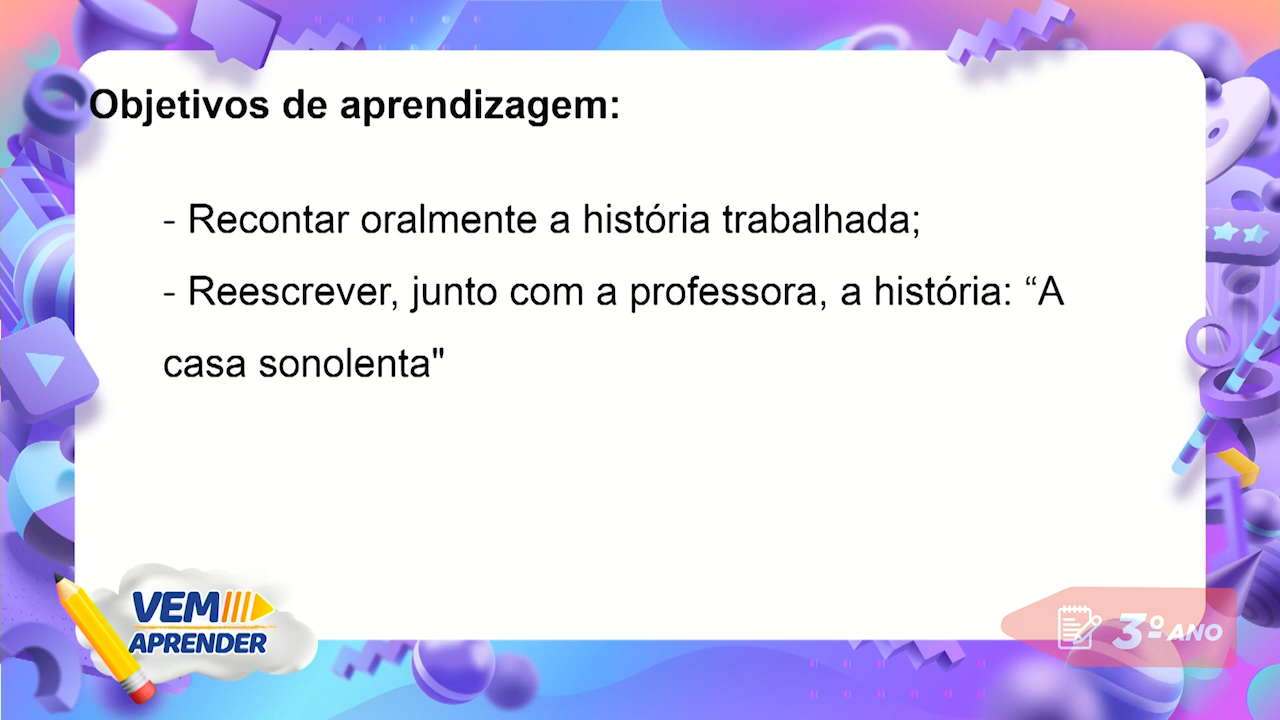 Objetivos de aprendizagem:
- Recontar oralmente a história trabalhada;
- Reescrever, junto com a professora, a história: “A
casa sonolenta"
VEM
APRENDER
3º ANO